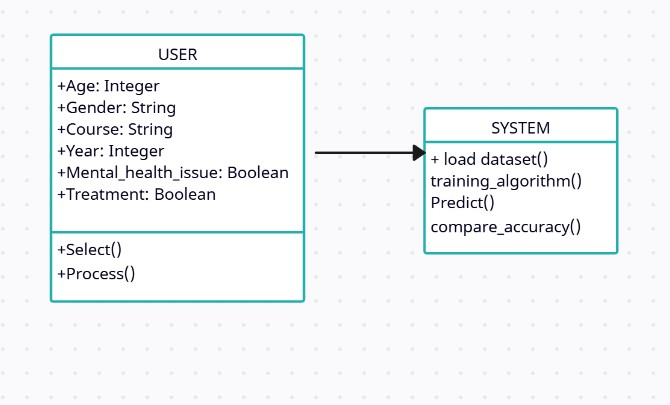 USER
+Age: Integer
+Gender: String
+Course: String
+Year: Integer
+Mental_health_issue: Boolean
+Treatment: Boolean
+Select()
+Process()
SYSTEM
+ load dataset()
training_algorithm()
Predict()
compare_accuracy()